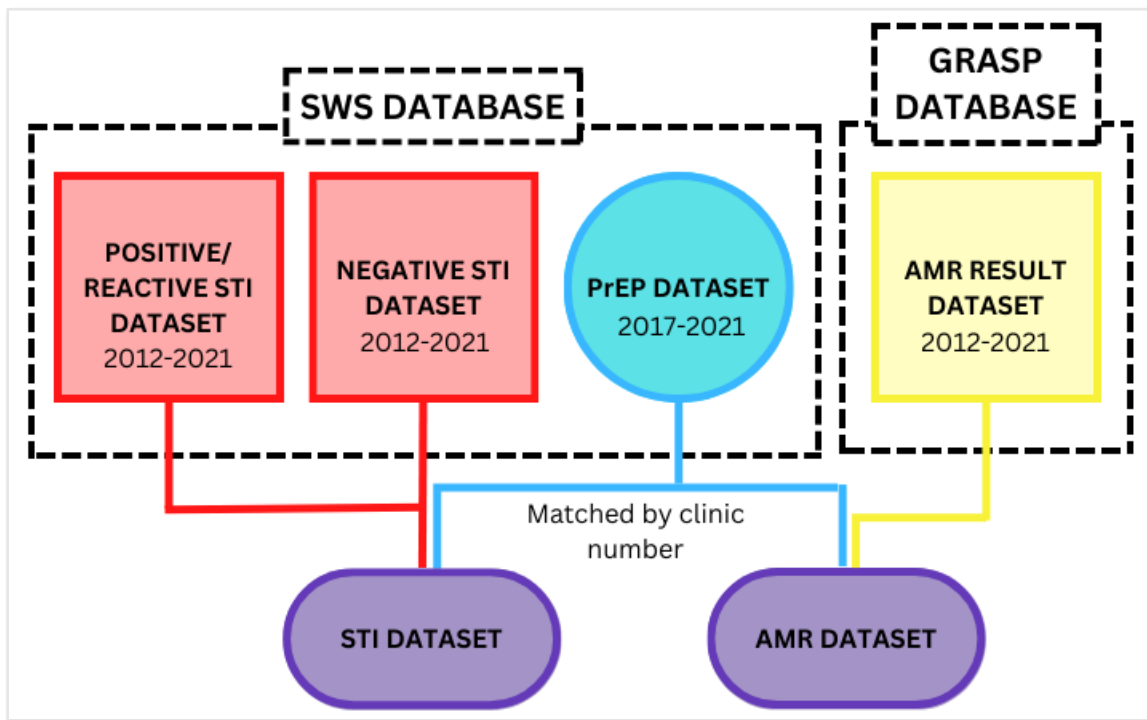 SWS DATABASE
GRASP
DATABASE
POSITIVE/
REACTIVE STI
DATASET
2012-2021
NEGATIVE STI
DATASET
2012-2021
PrEP DATASET
2017-2021
AMR RESULT
DATASET
2012-2021
Matched by clinic
number
STI DATASET
AMR DATASET